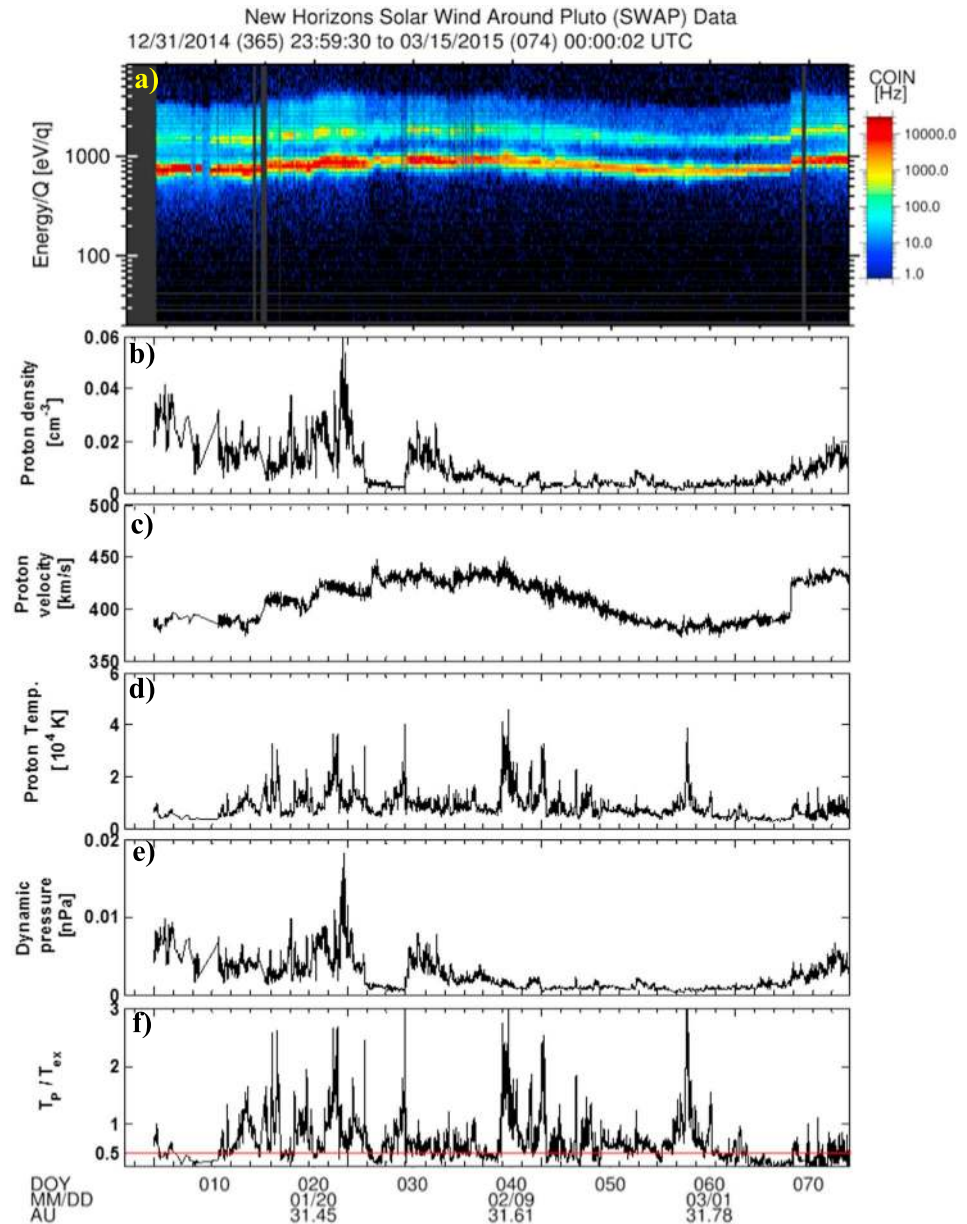 New Horizons Solar Wind Around Pluto (SWAP) Data
12/31/2014 (365) 23:59:30 to 03/15/2015 (074) 00:00:02 UTC
a)
COIN
[Hz]
Energy/Q [eV/q]
1000
100
10000.0
1000.0
100.0
10.0
1.0
b)
Proton density
[cm-3]
0.06
0.04
0.02
0
c)
Proton
velocity
[km/s]
500
450
400
350
d)
Proton Temp.
[10⁴ K]
6
4
2
0
e)
Dynamic
pressure
[nPa]
0.02
0.01
0
f)
TP / Tex
3
2
1
0.5
DOY 010 020 030 040 050 060 070
MM/DD 01/20 02/09 03/01
AU 31.45 31.61 31.78